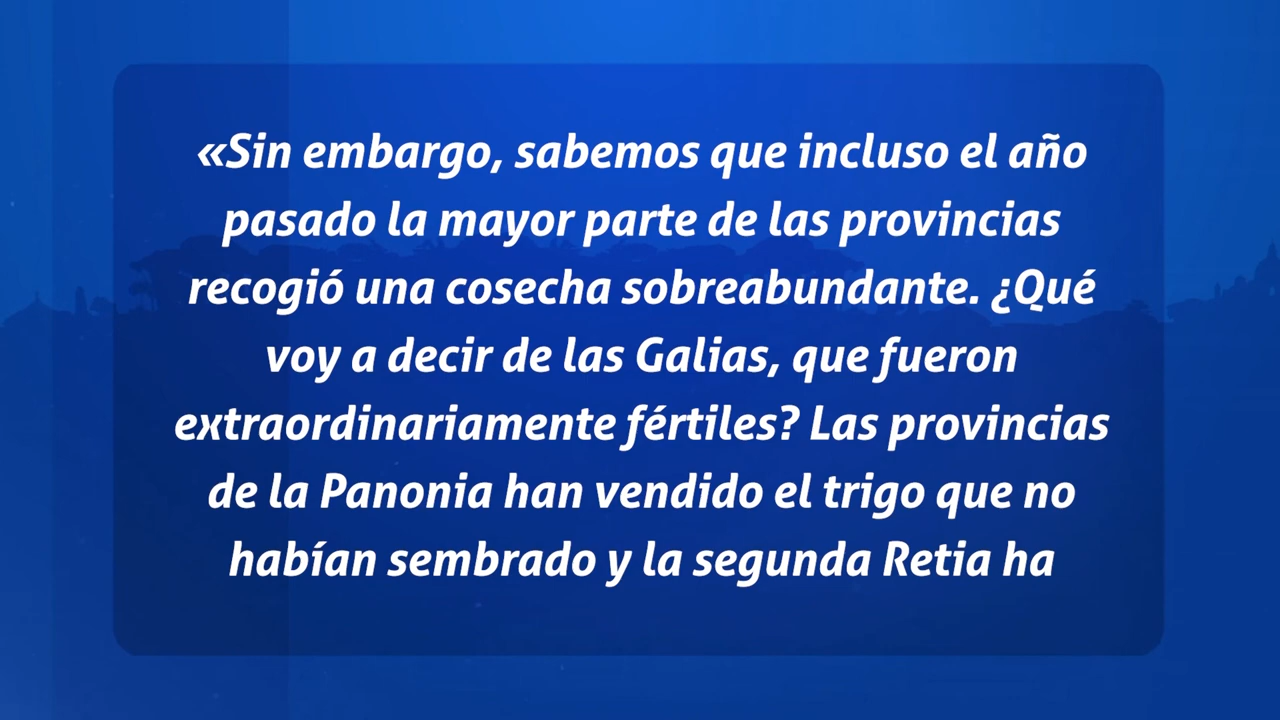 «Sin embargo, sabemos que incluso el año
pasado la mayor parte de las provincias
recogió una cosecha sobreabundante. ¿Qué
voy a decir de las Galias, que fueron
extraordinariamente fértiles? Las provincias
de la Panonia han vendido el trigo que no
habían sembrado y la segunda Retia ha